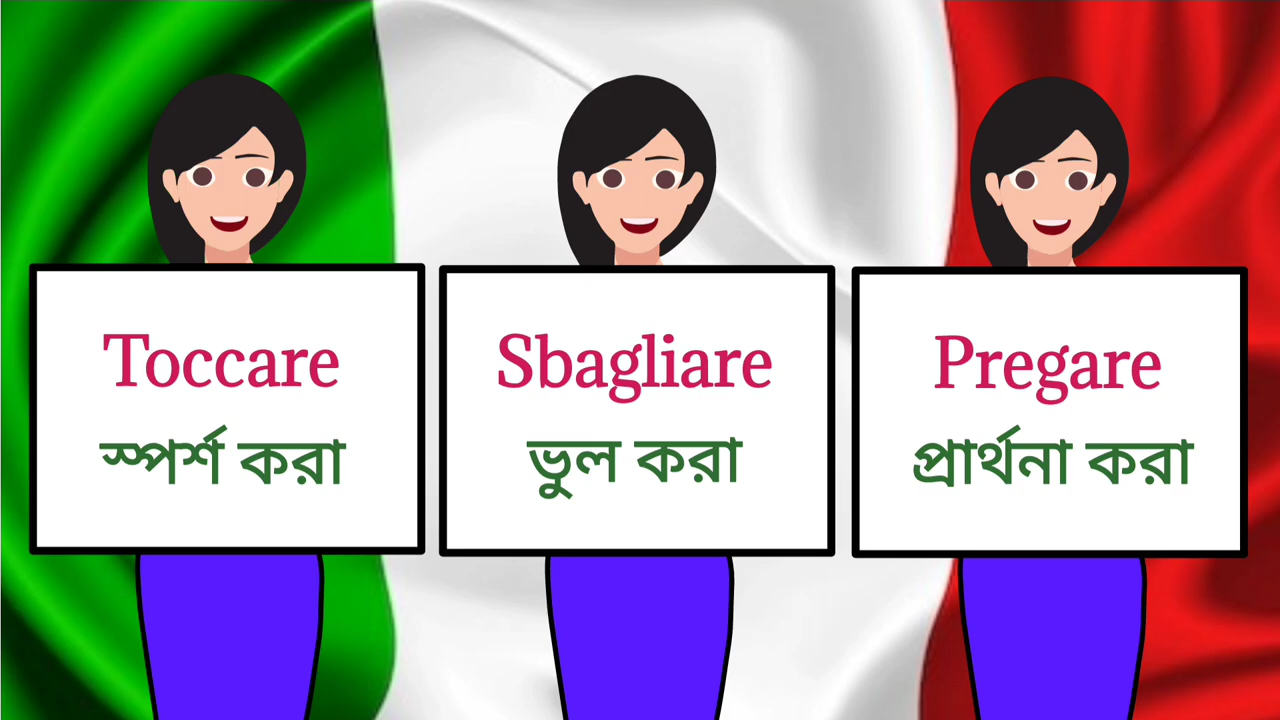 Toccare
স্পর্শ করা
Sbagliare
ভুল করা
Pregare
প্রার্থনা করা